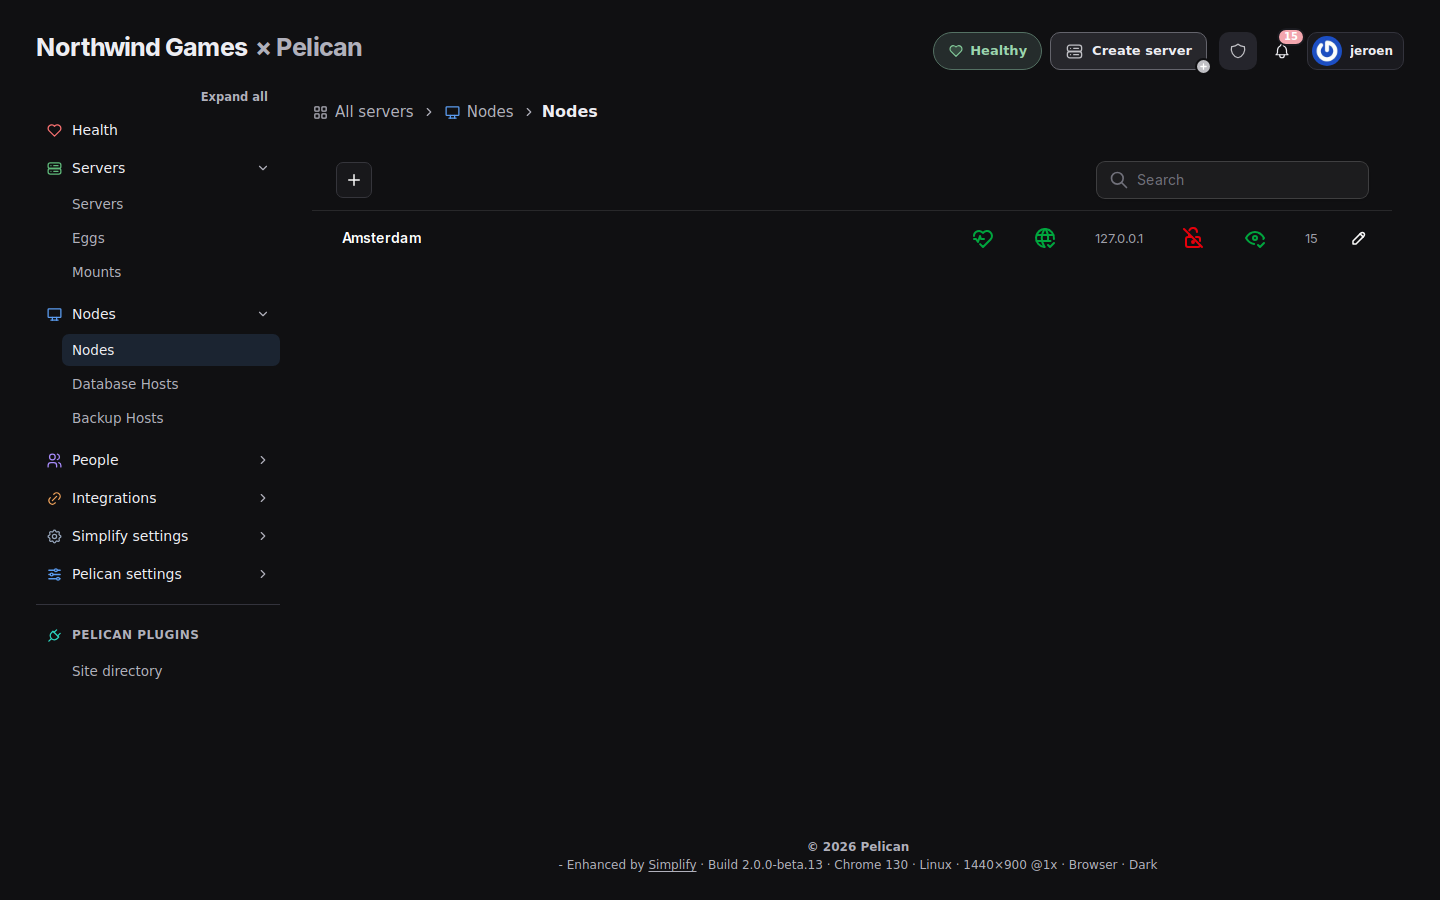 Northwind Games × Pelican
Healthy
Create server
15
jeroen
Expand all
All servers
Nodes
Nodes
Health
Servers
Servers
Eggs
Mounts
Nodes
Nodes
Database Hosts
Backup Hosts
People
Integrations
Simplify settings
Pelican settings
PELICAN PLUGINS
Site directory
Search
Amsterdam
127.0.0.1
15
© 2026 Pelican
- Enhanced by Simplify · Build 2.0.0-beta.13 · Chrome 130 · Linux · 1440×900 @1x · Browser · Dark